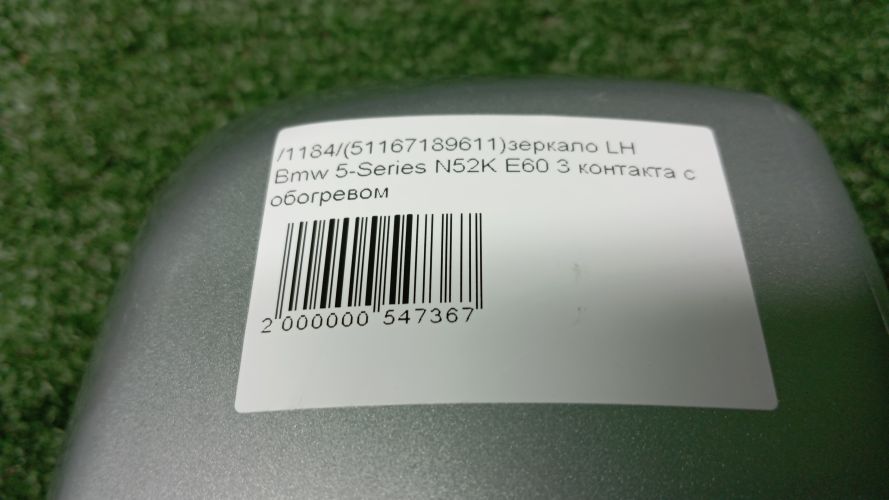 /1184/(51167189611)зеркало LH
Bmw 5-Series N52K E60 3 контакта с
обогревом
2 000000 547367